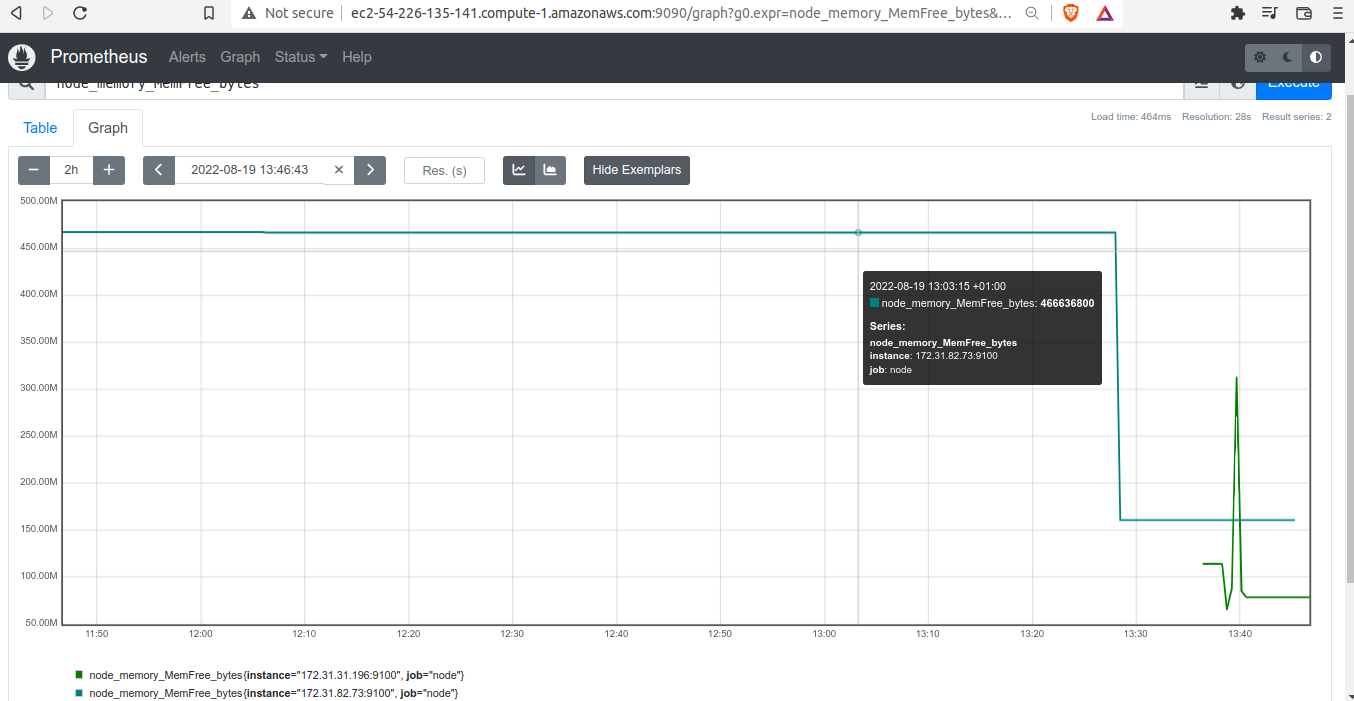 Not secure ec2-54-226-135-141.compute-1.amazonaws.com:9090/graph?g0.expr=node_memory_MemFree_bytes&...
Prometheus Alerts Graph Status Help
node_memory_MemFree_bytes Execute
Load time: 464ms Resolution: 28s Result series: 2
Table Graph
− 2h + 2022-08-19 13:46:43 × Res. (s) Hide Exemplars
500.00M
450.00M
400.00M
350.00M
300.00M
250.00M
200.00M
150.00M
100.00M
50.00M
2022-08-19 13:03:15 +01:00
node_memory_MemFree_bytes: 466636800
Series:
node_memory_MemFree_bytes
instance: 172.31.82.73:9100
job: node
11:50 12:00 12:10 12:20 12:30 12:40 12:50 13:00 13:10 13:20 13:30 13:40
node_memory_MemFree_bytes{instance="172.31.31.196:9100", job="node"}
node_memory_MemFree_bytes{instance="172.31.82.73:9100", job="node"}